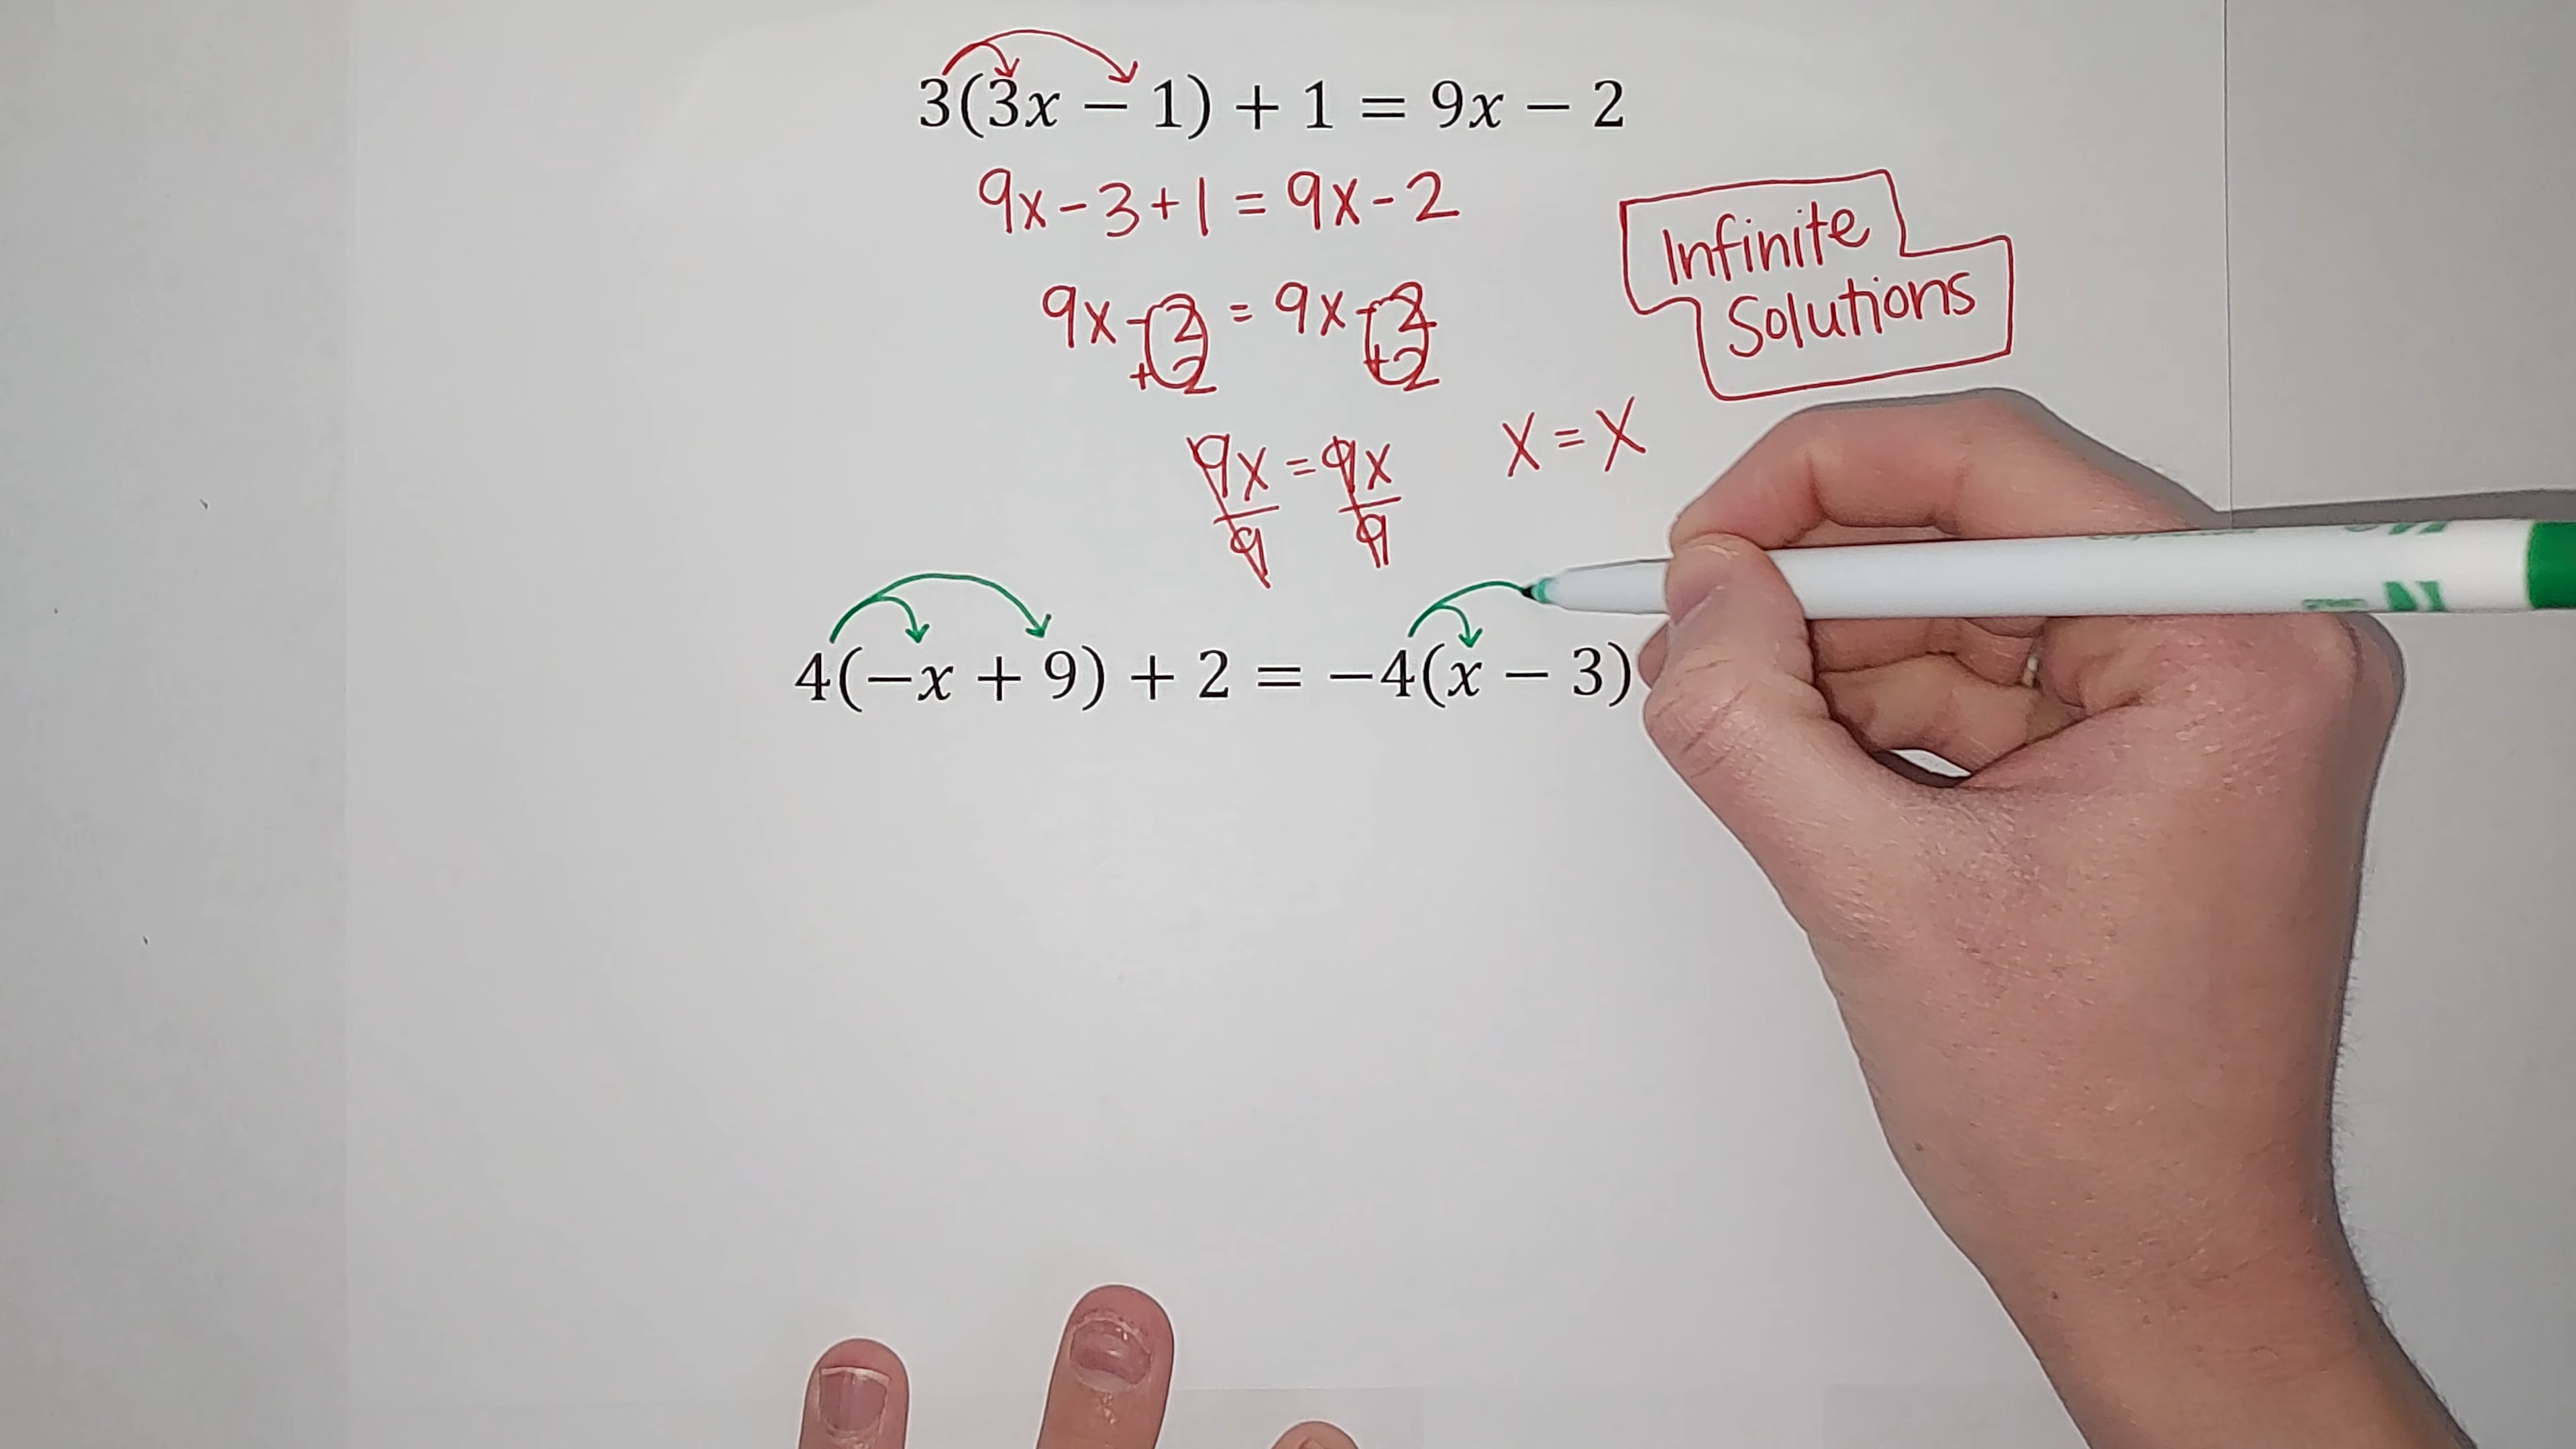 3(3x − 1) + 1 = 9x − 2
9x - 3 + 1 = 9x - 2
Infinite
Solutions
9x - 2 = 9x - 2
+2 +2
9x = 9x
9 9
x = x
4(−x + 9) + 2 = −4(x − 3)